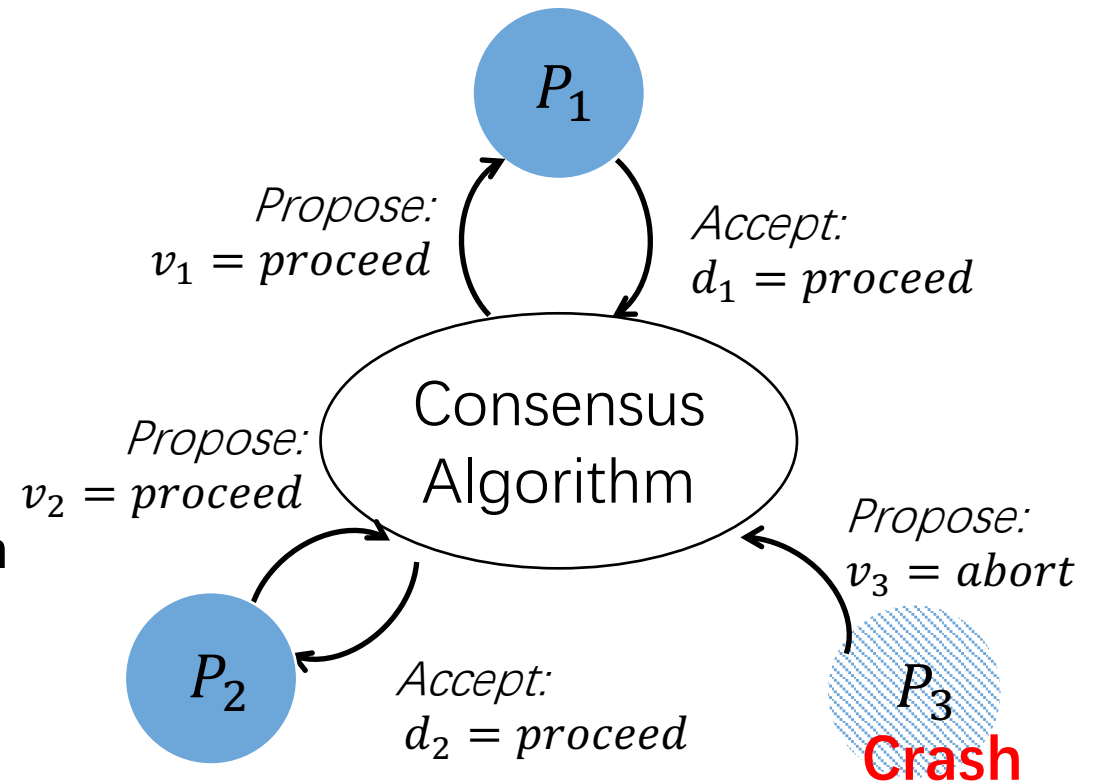 P₁
Propose:
v₁ = proceed
Accept:
d₁ = proceed
Consensus
Algorithm
Propose:
v₂ = proceed
Propose:
v₃ = abort
P₂
Accept:
d₂ = proceed
P₃
Crash